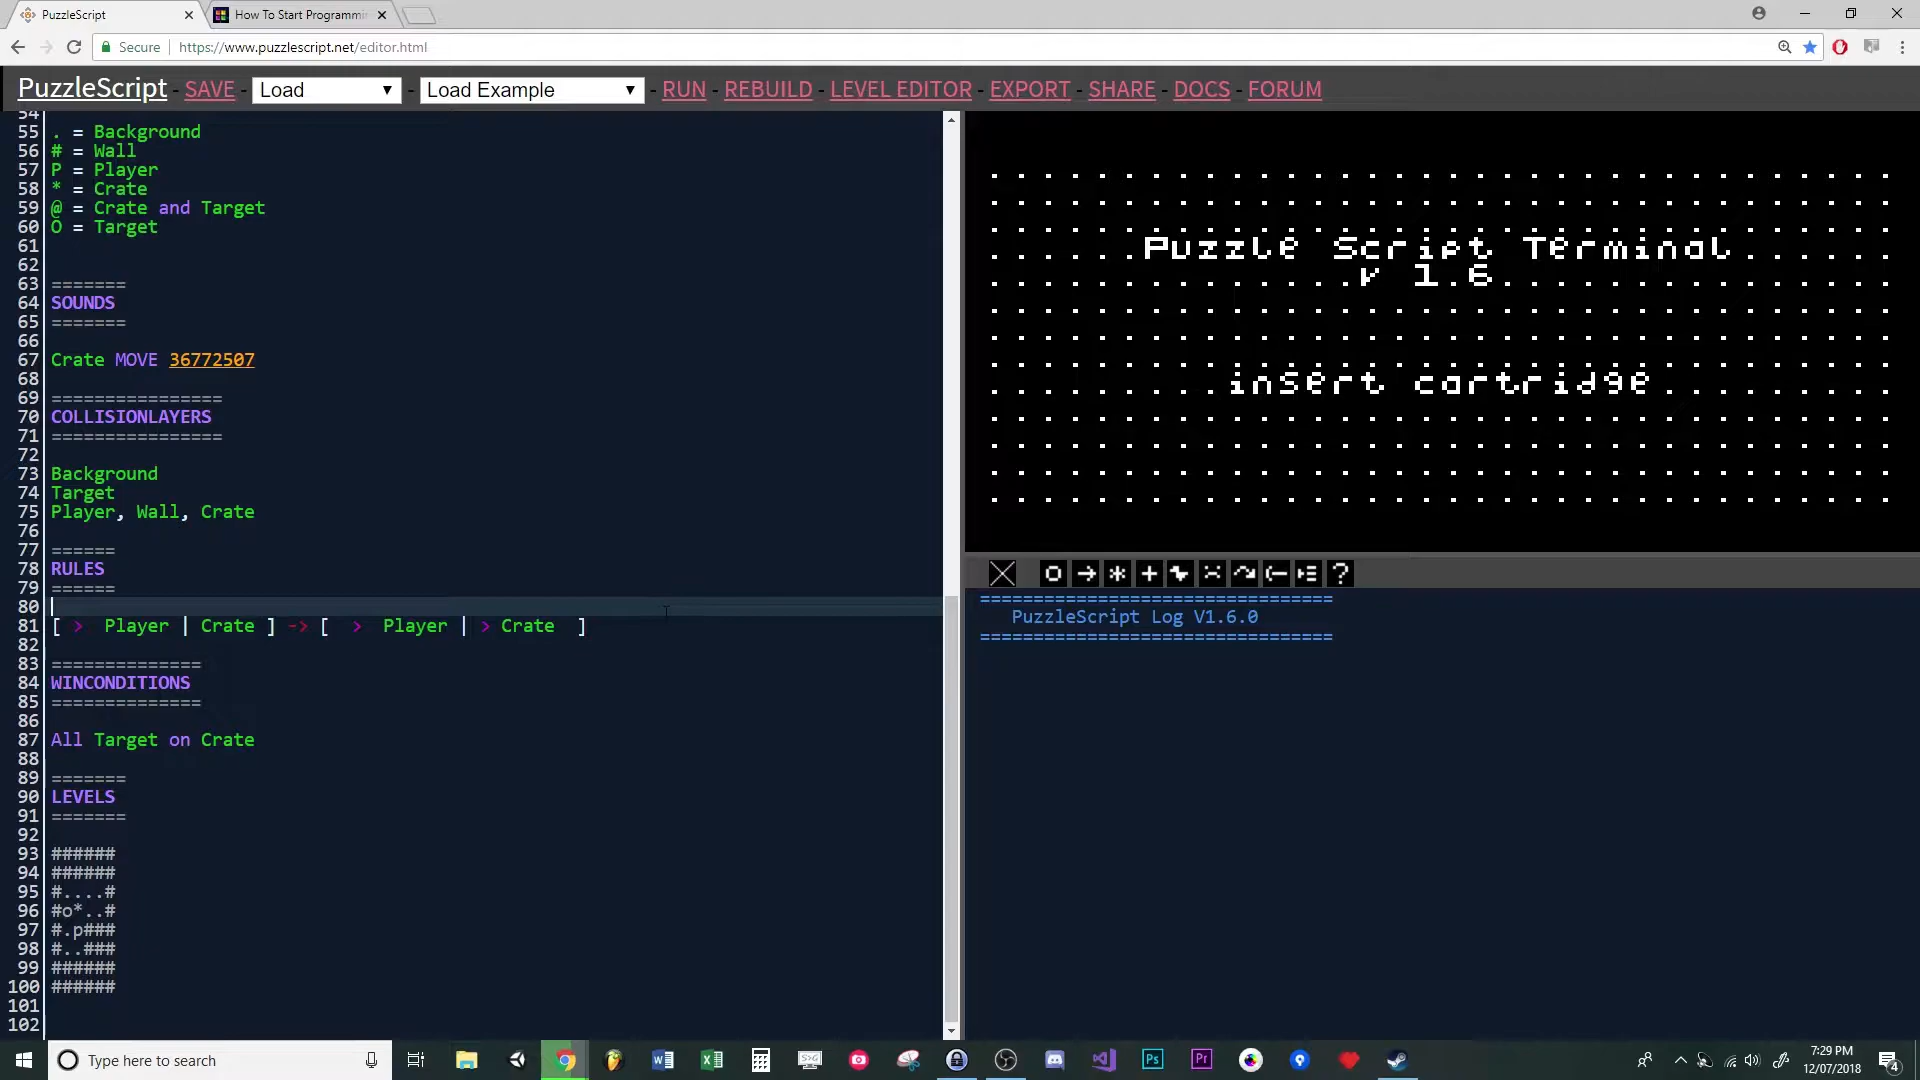 PuzzleScript
How To Start Programmi
Secure
https://www.puzzlescript.net/editor.html
PuzzleScript - SAVE - Load - Load Example - RUN - REBUILD - LEVEL EDITOR - EXPORT - SHARE - DOCS - FORUM
54
55 . = Background
56 # = Wall
57 P = Player
58 * = Crate
59 @ = Crate and Target
60 O = Target
61
62
63 =======
64 SOUNDS
65 =======
66
67 Crate MOVE 36772507
68
69 ================
70 COLLISIONLAYERS
71 ================
72
73 Background
74 Target
75 Player, Wall, Crate
76
77 ======
78 RULES
79 ======
80
81 [ >  Player | Crate ] -> [  >  Player | > Crate  ]
82
83 ==============
84 WINCONDITIONS
85 ==============
86
87 All Target on Crate
88
89 =======
90 LEVELS
91 =======
92
93 ######
94 ######
95 #....#
96 #o*..#
97 #.p###
98 #..###
99 ######
100 ######
101
102
Puzzle Script Terminal
v 1.6
insert cartridge
=================================
PuzzleScript Log V1.6.0
=================================
Type here to search
7:29 PM
12/07/2018
4